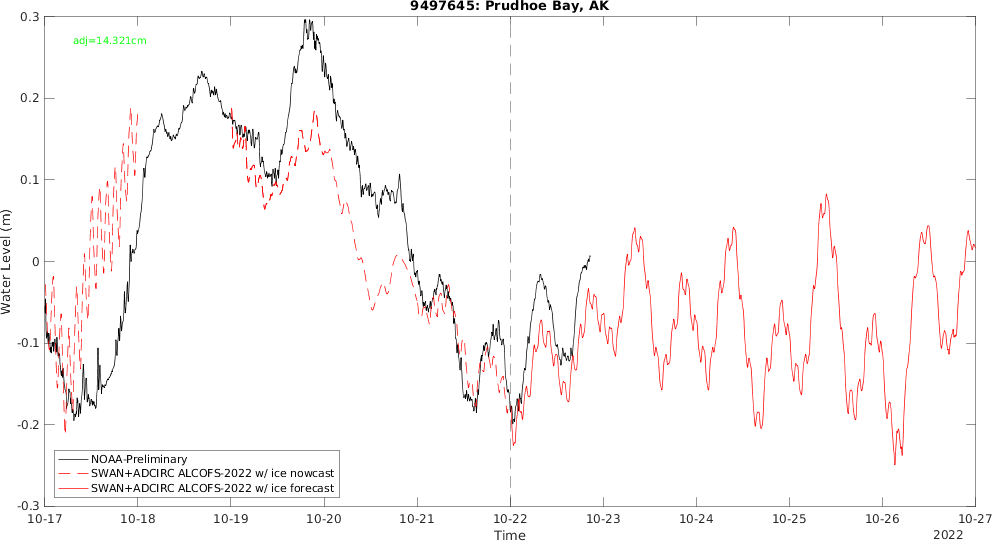 9497645: Prudhoe Bay, AK
adj=14.321cm
0.3
0.2
0.1
0
-0.1
-0.2
-0.3
Water Level (m)
NOAA-Preliminary
SWAN+ADCIRC ALCOFS-2022 w/ ice nowcast
SWAN+ADCIRC ALCOFS-2022 w/ ice forecast
10-17 10-18 10-19 10-20 10-21 10-22 10-23 10-24 10-25 10-26 10-27
Time
2022